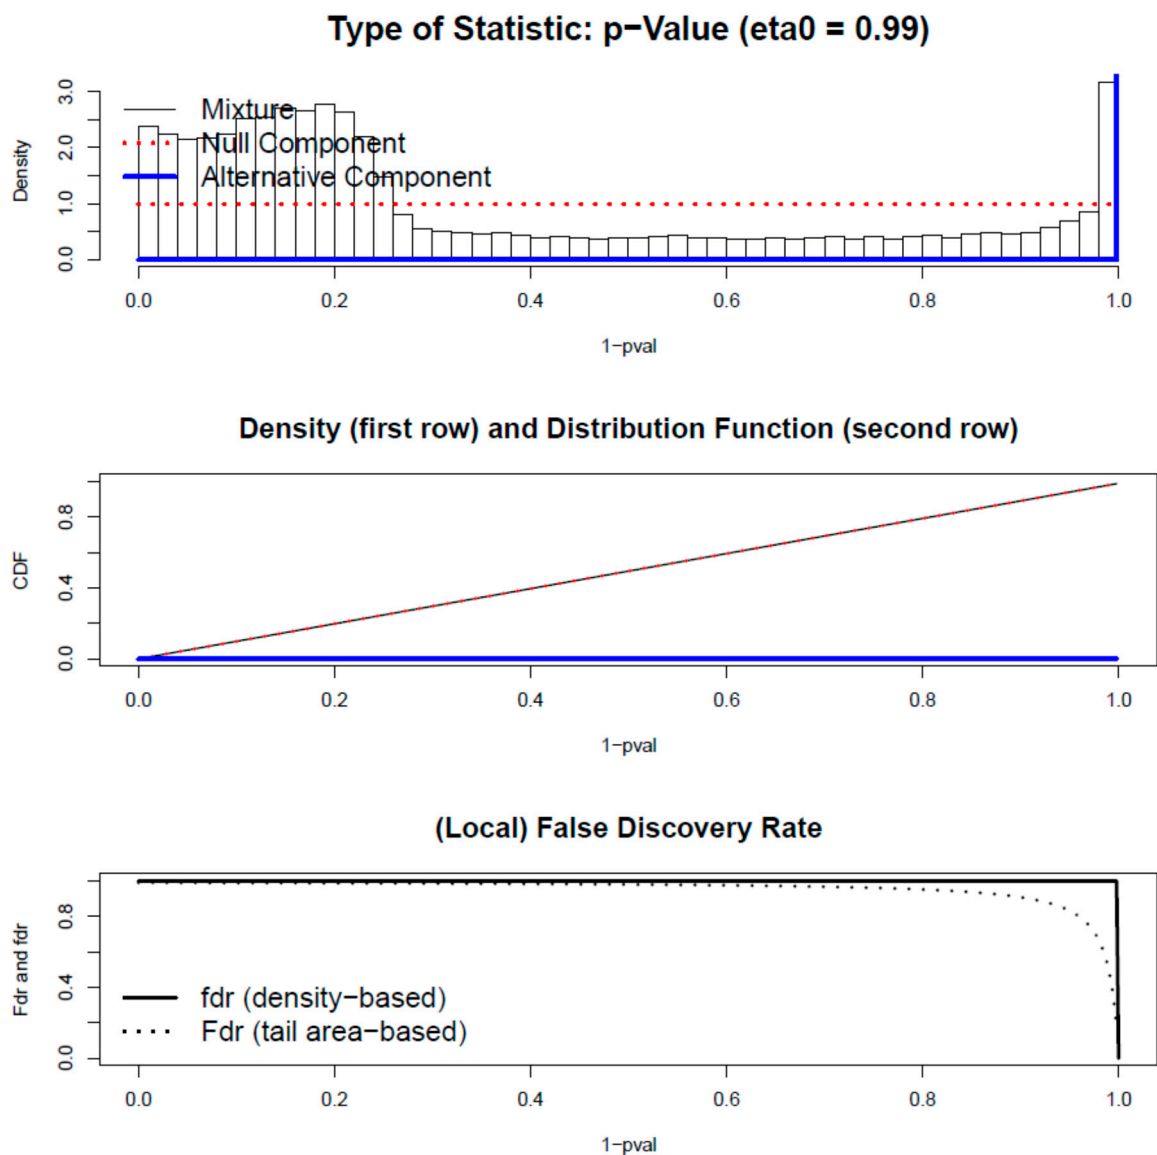 Type of Statistic: p−Value (eta0 = 0.99)
Density
3.0
2.0
1.0
0.0
Mixture
Null Component
Alternative Component
0.0 0.2 0.4 0.6 0.8 1.0
1−pval
Density (first row) and Distribution Function (second row)
CDF
0.8
0.4
0.0
0.0 0.2 0.4 0.6 0.8 1.0
1−pval
(Local) False Discovery Rate
Fdr and fdr
0.8
0.4
0.0
fdr (density−based)
Fdr (tail area−based)
0.0 0.2 0.4 0.6 0.8 1.0
1−pval